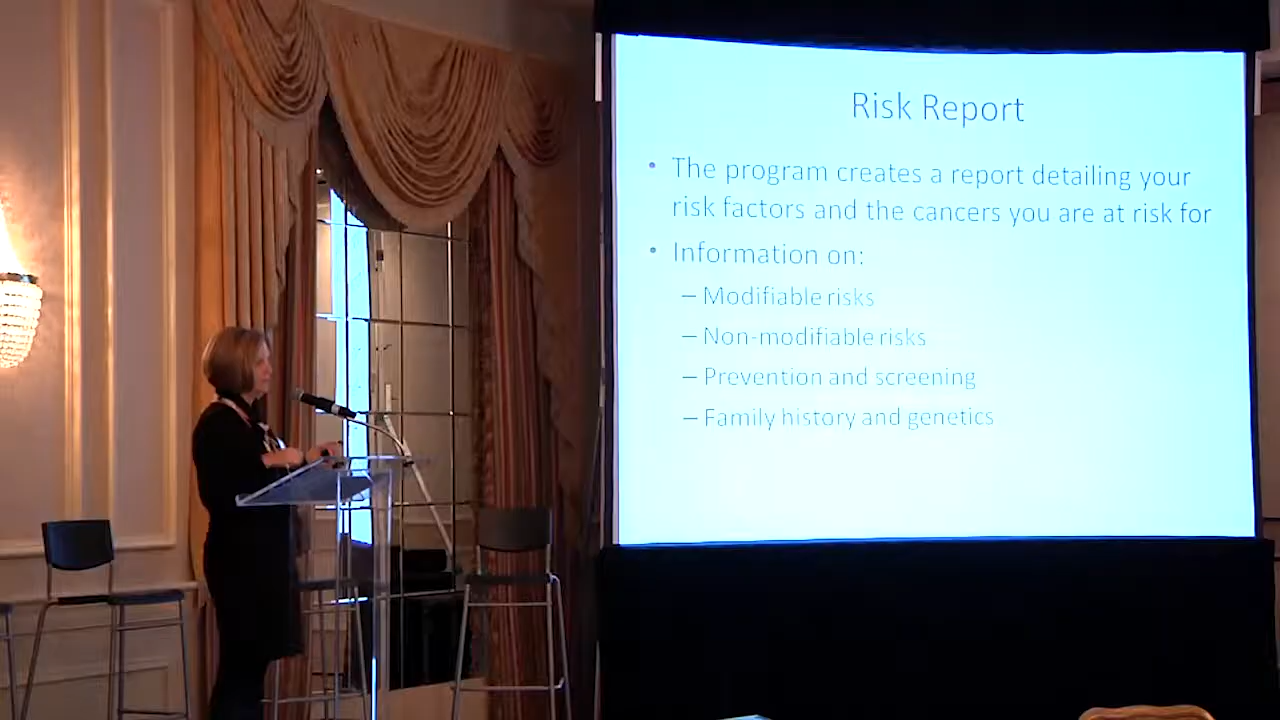 Risk Report
• The program creates a report detailing your
risk factors and the cancers you are at risk for
• Information on:
– Modifiable risks
– Non-modifiable risks
– Prevention and screening
– Family history and genetics